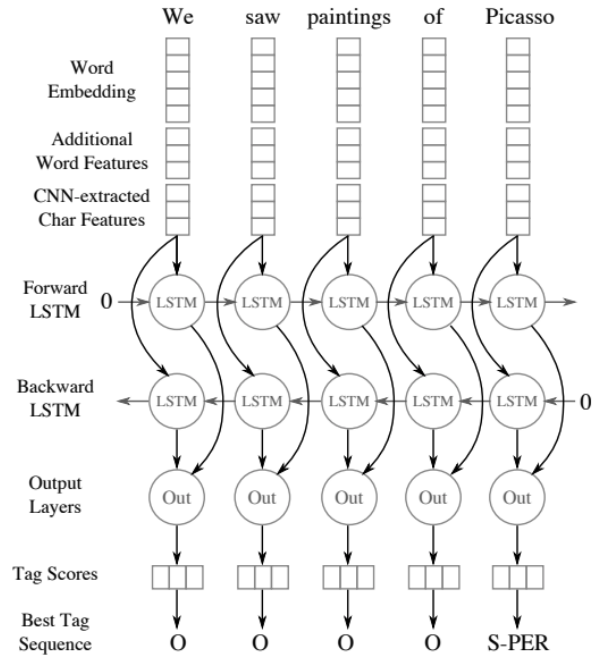 We saw paintings of Picasso
Word
Embedding
Additional
Word Features
CNN-extracted
Char Features
Forward
LSTM
0 LSTM LSTM LSTM LSTM LSTM
Backward
LSTM
LSTM LSTM LSTM LSTM LSTM 0
Output
Layers
Out Out Out Out Out
Tag Scores
Best Tag
Sequence
O O O O S-PER